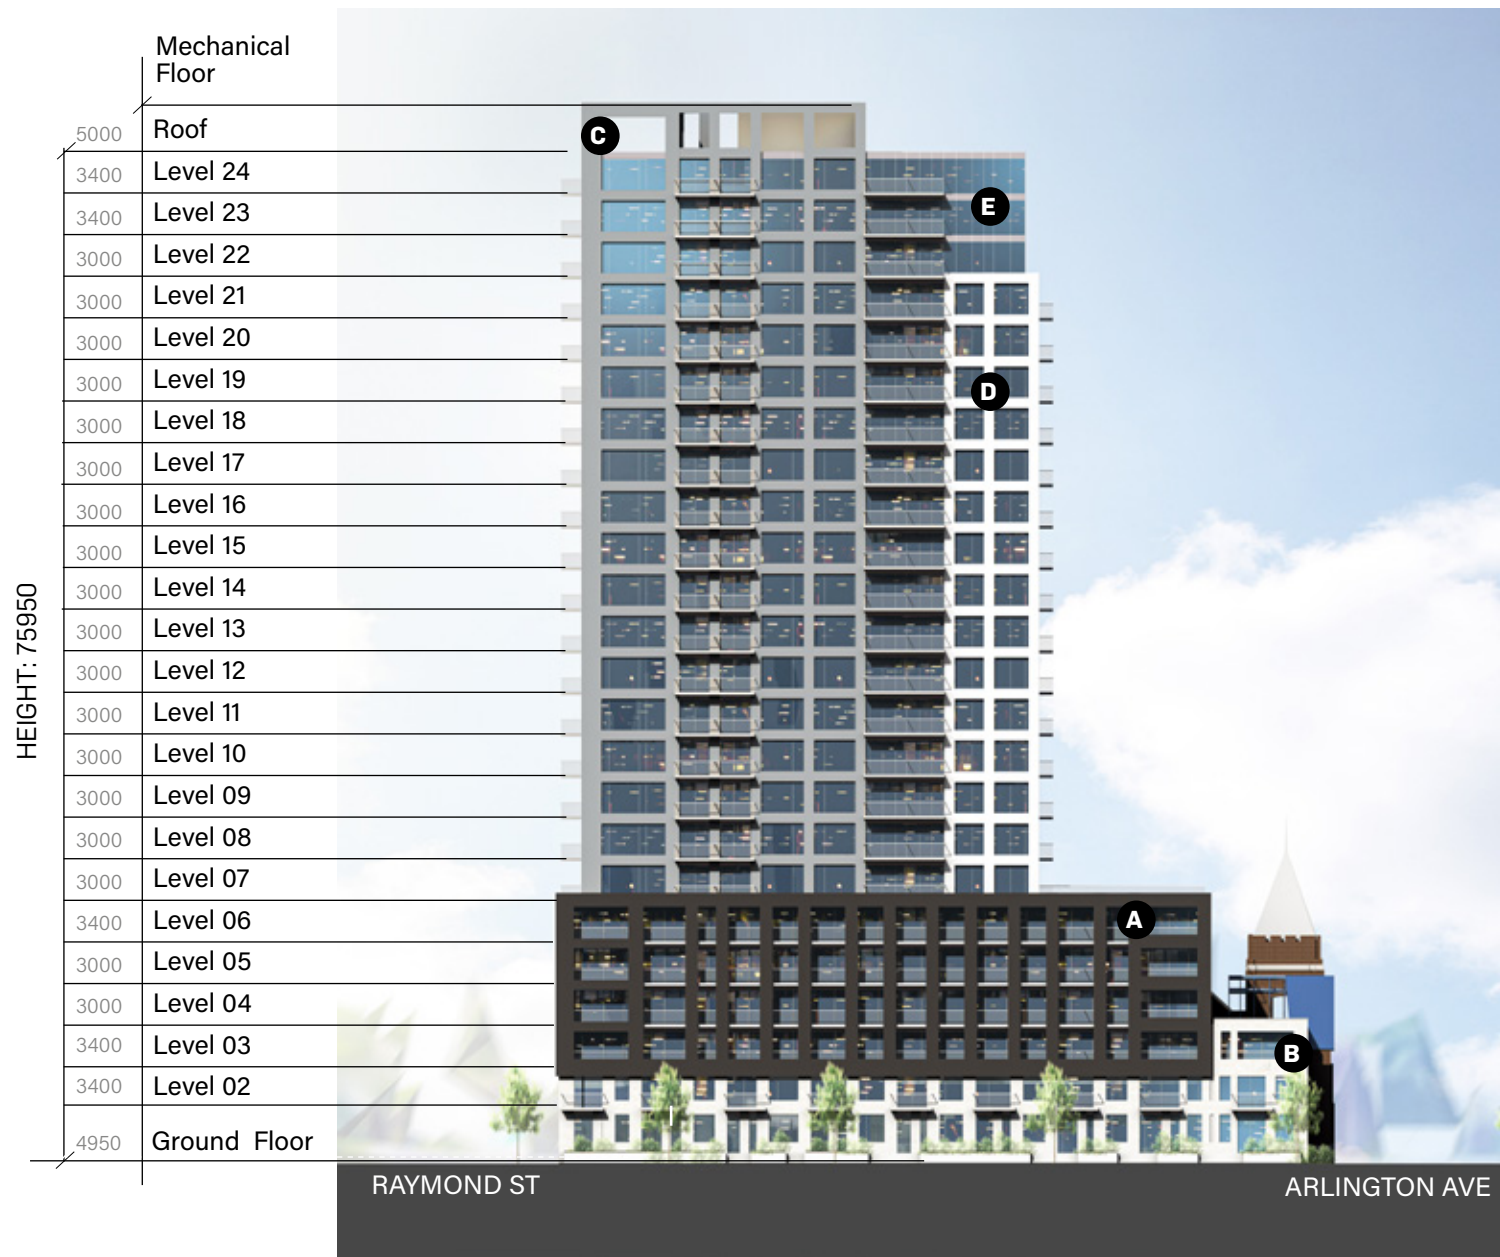 Mechanical
Floor
5000 Roof
3400 Level 24
3400 Level 23
3000 Level 22
3000 Level 21
3000 Level 20
3000 Level 19
3000 Level 18
3000 Level 17
3000 Level 16
3000 Level 15
3000 Level 14
3000 Level 13
3000 Level 12
3000 Level 11
3000 Level 10
3000 Level 09
3000 Level 08
3000 Level 07
3400 Level 06
3000 Level 05
3000 Level 04
3400 Level 03
3400 Level 02
4950 Ground Floor
HEIGHT: 75950
C
E
D
A
B
RAYMOND ST
ARLINGTON AVE